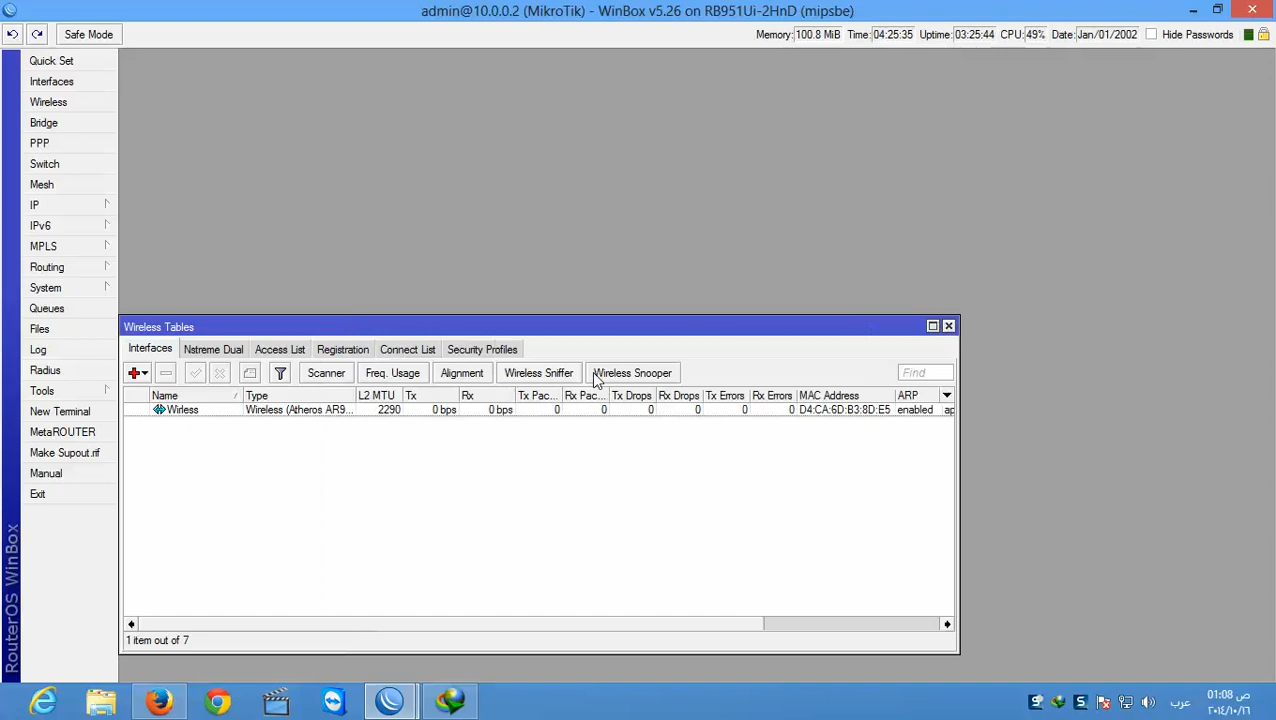 admin@10.0.0.2 (MikroTik) - WinBox v5.26 on RB951Ui-2HnD (mipsbe)
Safe Mode Memory: 100.8 MiB Time: 04:25:35 Uptime: 03:25:44 CPU: 49% Date: Jan/01/2002 Hide Passwords
Quick Set
Interfaces
Wireless
Bridge
PPP
Switch
Mesh
IP
IPv6
MPLS
Routing
System
Queues
Files
Log
Radius
Tools
New Terminal
MetaROUTER
Make Supout.rif
Manual
Exit
RouterOS WinBox
Wireless Tables
Interfaces Nstreme Dual Access List Registration Connect List Security Profiles
Scanner Freq. Usage Alignment Wireless Sniffer Wireless Snooper Find
Name Type L2 MTU Tx Rx Tx Pac... Rx Pac... Tx Drops Rx Drops Tx Errors Rx Errors MAC Address ARP
Wirless Wireless (Atheros AR9... 2290 0 bps 0 bps 0 0 0 0 0 0 D4:CA:6D:B3:8D:E5 enabled ap
1 item out of 7
عرب
01:08 ص
٢٠١٤/١٠/١٦